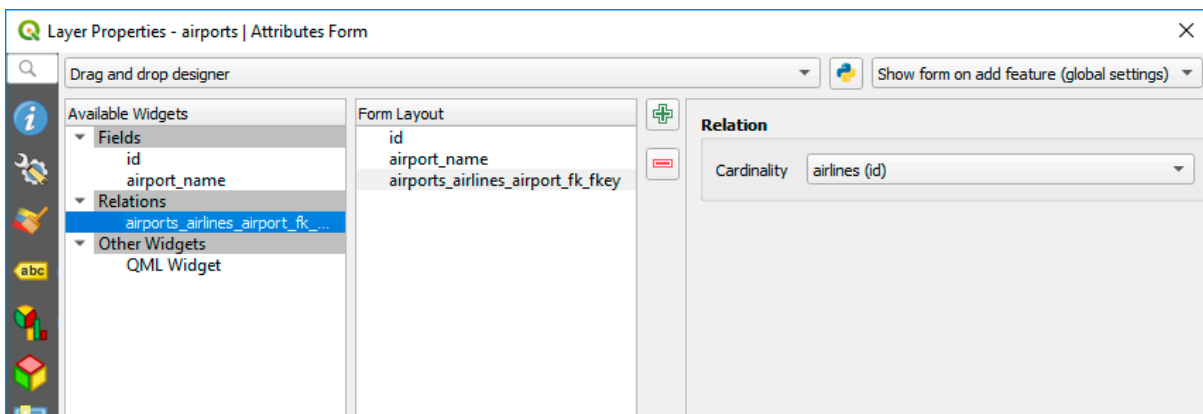 Layer Properties - airports | Attributes Form
Drag and drop designer
Show form on add feature (global settings)
Available Widgets
Fields
id
airport_name
Relations
airports_airlines_airport_fk_...
Other Widgets
QML Widget
Form Layout
id
airport_name
airports_airlines_airport_fk_fkey
Relation
Cardinality airlines (id)
abc